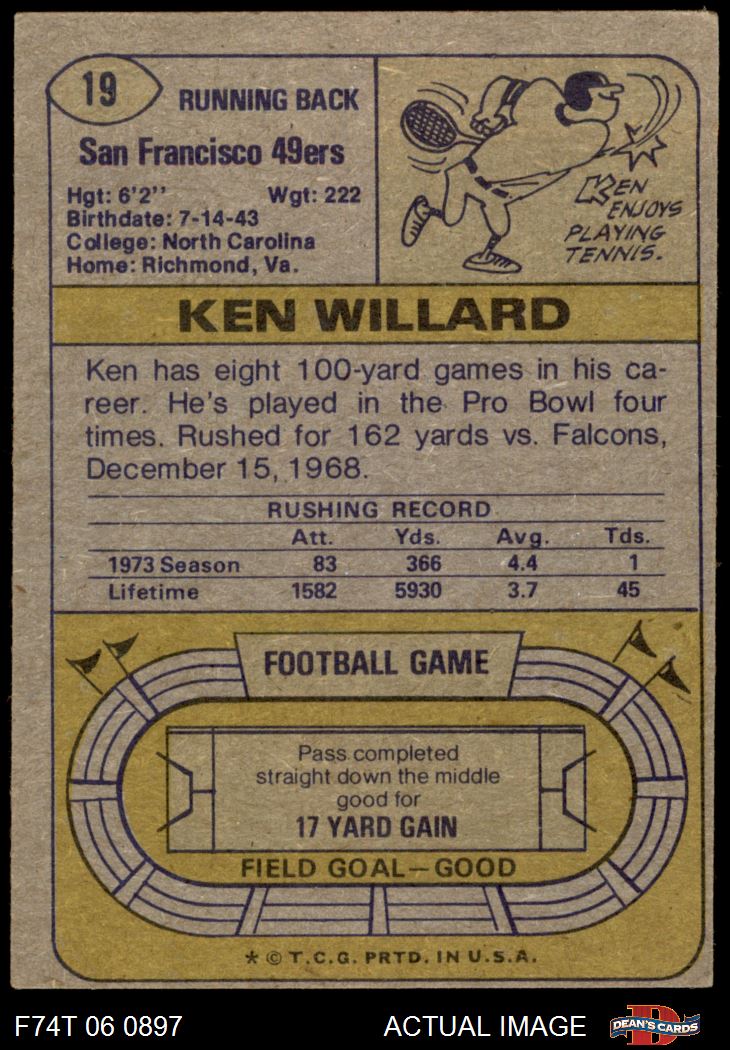 19
RUNNING BACK
San Francisco 49ers
Hgt: 6'2'' Wgt: 222
Birthdate: 7-14-43
College: North Carolina
Home: Richmond, Va.
KEN
ENJOYS
PLAYING
TENNIS.
KEN WILLARD
Ken has eight 100-yard games in his ca-
reer. He's played in the Pro Bowl four
times. Rushed for 162 yards vs. Falcons,
December 15, 1968.
RUSHING RECORD
Att. Yds. Avg. Tds.
1973 Season 83 366 4.4 1
Lifetime 1582 5930 3.7 45
FOOTBALL GAME
Pass completed
straight down the middle
good for
17 YARD GAIN
FIELD GOAL—GOOD
* © T.C.G. PRTD. IN U.S.A.
F74T 06 0897 ACTUAL IMAGE
D
DEAN'S CARDS